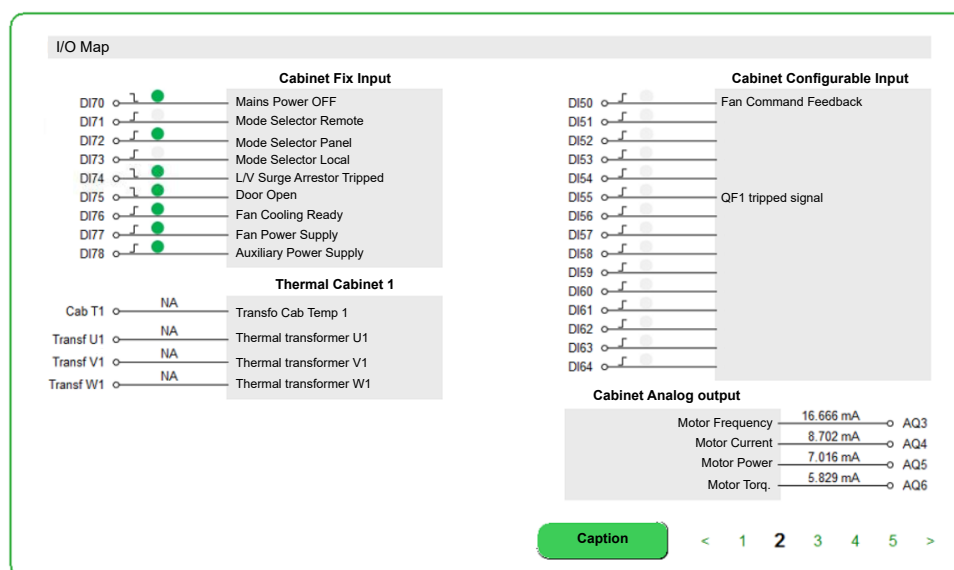 I/O Map
Cabinet Fix Input
DI70 Mains Power OFF
DI71 Mode Selector Remote
DI72 Mode Selector Panel
DI73 Mode Selector Local
DI74 L/V Surge Arrestor Tripped
DI75 Door Open
DI76 Fan Cooling Ready
DI77 Fan Power Supply
DI78 Auxiliary Power Supply
Thermal Cabinet 1
Cab T1 NA Transfo Cab Temp 1
Transf U1 NA Thermal transformer U1
Transf V1 NA Thermal transformer V1
Transf W1 NA Thermal transformer W1
Cabinet Configurable Input
DI50 Fan Command Feedback
DI51
DI52
DI53
DI54
DI55 QF1 tripped signal
DI56
DI57
DI58
DI59
DI60
DI61
DI62
DI63
DI64
Cabinet Analog output
Motor Frequency 16.666 mA AQ3
Motor Current 8.702 mA AQ4
Motor Power 7.016 mA AQ5
Motor Torq. 5.829 mA AQ6
Caption < 1 2 3 4 5 >